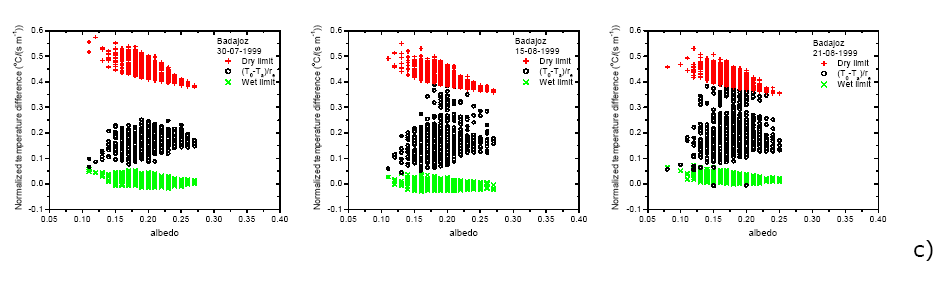 Normalized temperature difference (°C/(s m⁻¹))
0.6
0.5
0.4
0.3
0.2
0.1
0.0
-0.1
0.05 0.10 0.15 0.20 0.25 0.30 0.35 0.40
albedo
Badajoz
30-07-1999
Dry limit
(T₀-Tₐ)/rₑ
Wet limit
Normalized temperature difference (°C/(s m⁻¹))
0.6
0.5
0.4
0.3
0.2
0.1
0.0
-0.1
0.05 0.10 0.15 0.20 0.25 0.30 0.35 0.40
albedo
Badajoz
15-08-1999
Dry limit
(T₀-Tₐ)/rₑ
Wet limit
Normalized temperature difference (°C/(s m⁻¹))
0.6
0.5
0.4
0.3
0.2
0.1
0.0
-0.1
0.05 0.10 0.15 0.20 0.25 0.30 0.35 0.40
albedo
Badajoz
21-08-1999
Dry limit
(T₀-Tₐ)/rₑ
Wet limit
c)